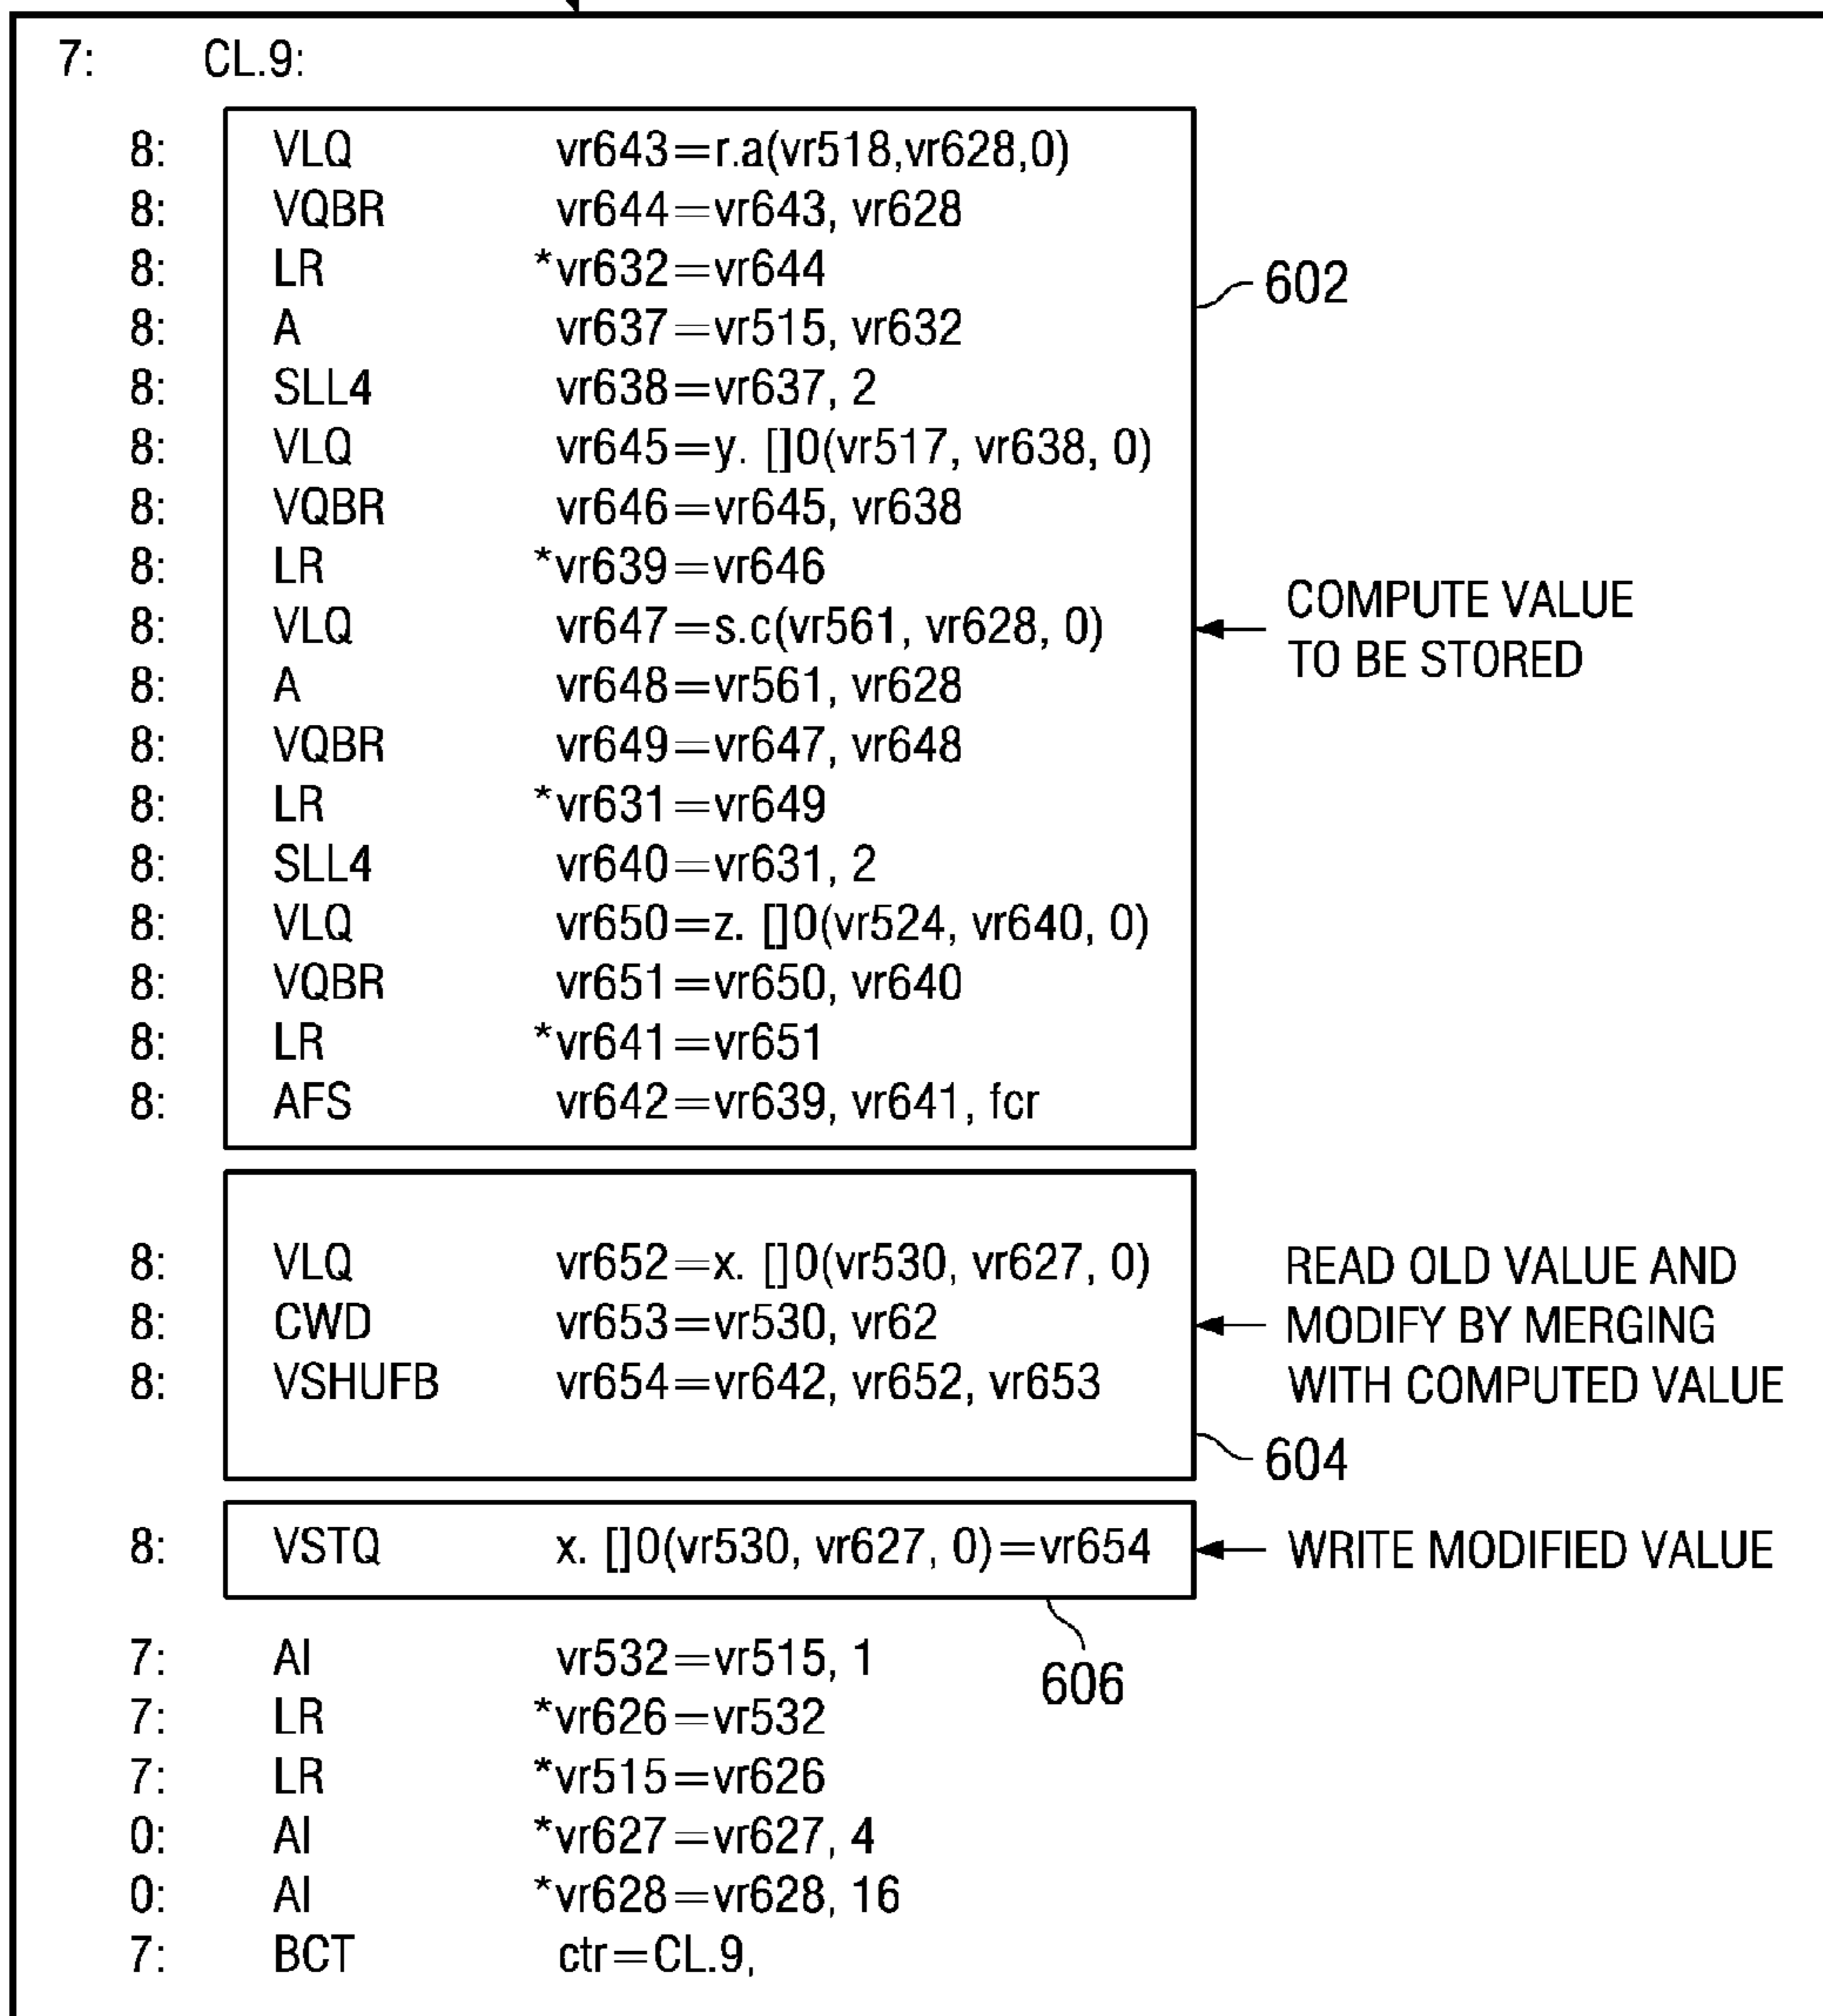 7: CL.9:
8: VLQ vr643=r.a(vr518,vr628,0)
8: VQBR vr644=vr643, vr628
8: LR *vr632=vr644
602
8: A vr637=vr515, vr632
8: SLL4 vr638=vr637, 2
8: VLQ vr645=y. []0(vr517, vr638, 0)
8: VQBR vr646=vr645, vr638
8: LR *vr639=vr646
8: VLQ vr647=s.c(vr561, vr628, 0)
COMPUTE VALUE
TO BE STORED
8: A vr648=vr561, vr628
8: VQBR vr649=vr647, vr648
8: LR *vr631=vr649
8: SLL4 vr640=vr631, 2
8: VLQ vr650=z. []0(vr524, vr640, 0)
8: VQBR vr651=vr650, vr640
8: LR *vr641=vr651
8: AFS vr642=vr639, vr641, fcr
8: VLQ vr652=x. []0(vr530, vr627, 0)
8: CWD vr653=vr530, vr62
8: VSHUFB vr654=vr642, vr652, vr653
READ OLD VALUE AND
MODIFY BY MERGING
WITH COMPUTED VALUE
604
8: VSTQ x. []0(vr530, vr627, 0)=vr654
WRITE MODIFIED VALUE
606
7: AI vr532=vr515, 1
7: LR *vr626=vr532
7: LR *vr515=vr626
0: AI *vr627=vr627, 4
0: AI *vr628=vr628, 16
7: BCT ctr=CL.9,